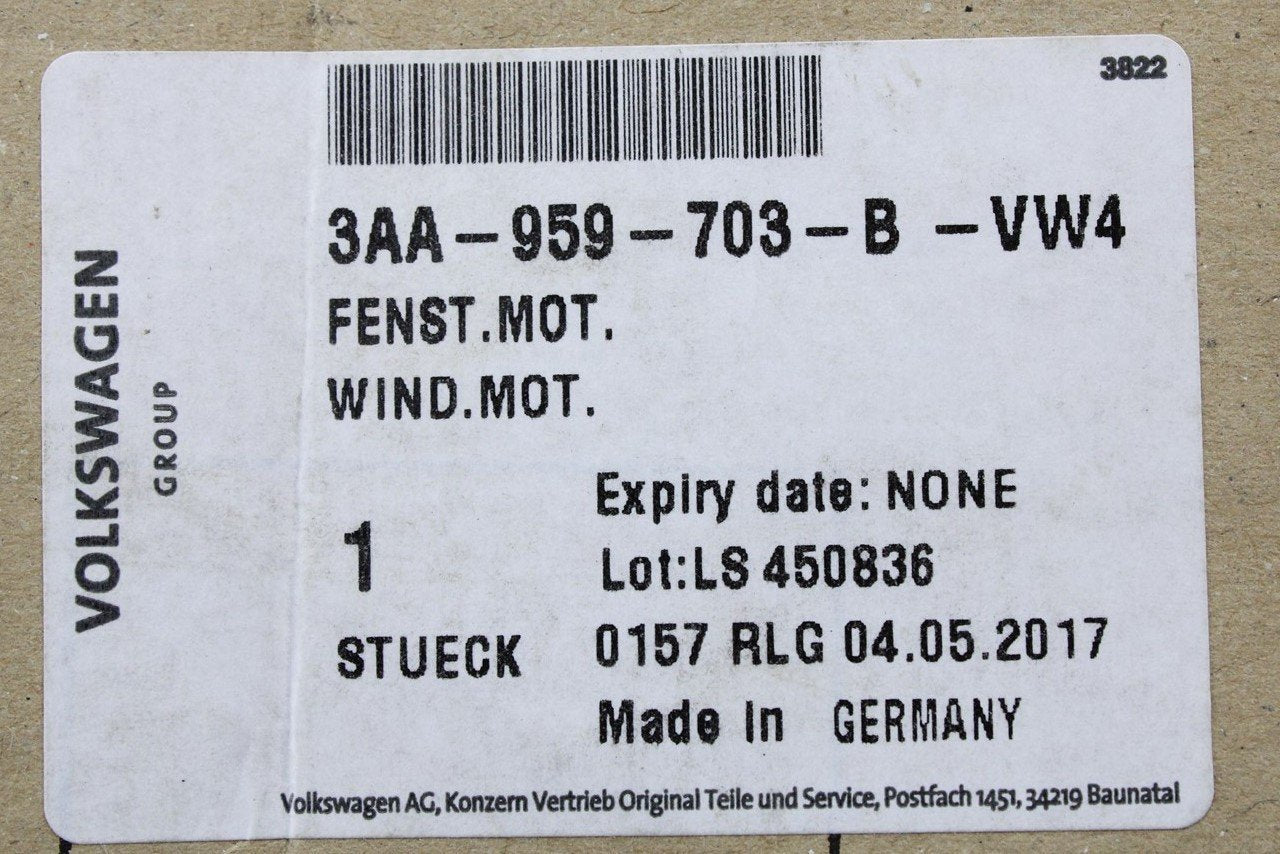 3822
3AA-959-703-B -VW4
FENST.MOT.
WIND.MOT.
VOLKSWAGEN
GROUP
1
STUECK
Expiry date: NONE
Lot:LS 450836
0157 RLG 04.05.2017
Made In GERMANY
Volkswagen AG, Konzern Vertrieb Original Teile und Service, Postfach 1451, 34219 Baunatal